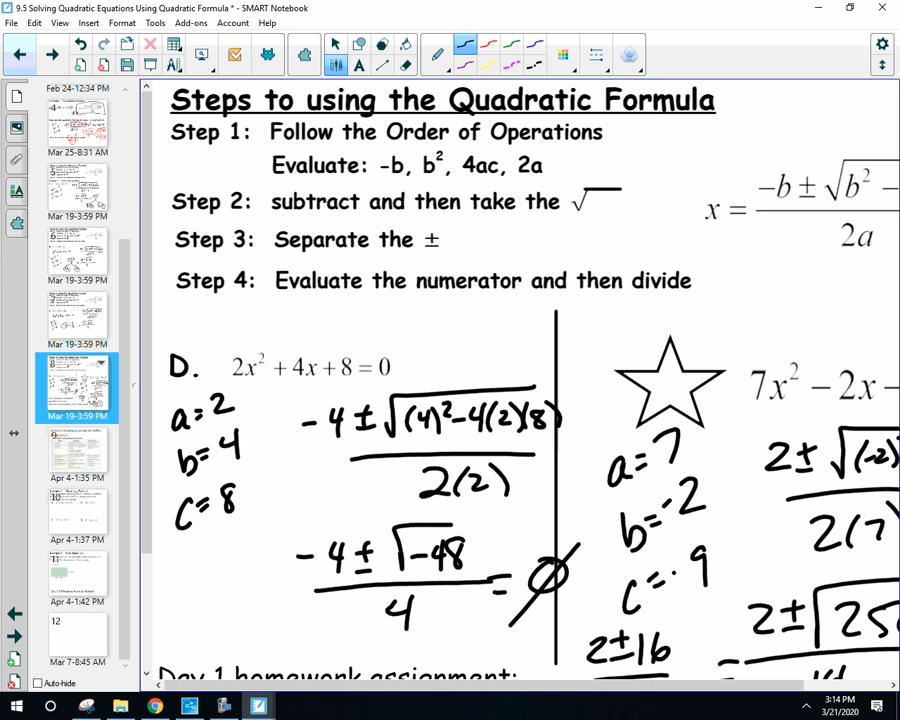 9.5 Solving Quadratic Equations Using Quadratic Formula * - SMART Notebook
File Edit View Insert Format Tools Add-ons Account Help
Feb 24-12:34 PM
Mar 25-8:31 AM
5
Mar 19-3:59 PM
6
Mar 19-3:59 PM
7
Mar 19-3:59 PM
8
Mar 19-3:59 PM
9
Apr 4-1:35 PM
10
Apr 4-1:37 PM
11
Apr 4-1:42 PM
12
Mar 7-8:45 AM
Auto-hide
Steps to using the Quadratic Formula
Step 1: Follow the Order of Operations
Evaluate: -b, b², 4ac, 2a
Step 2: subtract and then take the √
Step 3: Separate the ±
Step 4: Evaluate the numerator and then divide
x = -b ± √b² -
2a
D. 2x² + 4x + 8 = 0
a=2
b=4
c=8
-4 ± √(4)²-4(2)(8)
2(2)
-4 ± √-48
4
= ∅
7x² - 2x -
a=7
b=-2
c=-9
2 ± √(-2)
2(7
2 ± √25
2±16
=
Day 1 homework assignment:
3:14 PM
3/21/2020